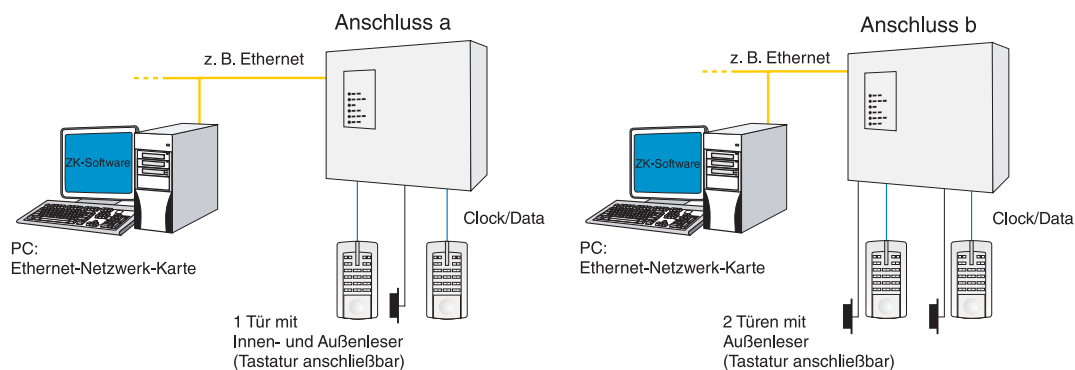 Anschluss a
z. B. Ethernet
ZK-Software
Clock/Data
PC:
Ethernet-Netzwerk-Karte
1 Tür mit
Innen- und Außenleser
(Tastatur anschließbar)
Anschluss b
z. B. Ethernet
ZK-Software
Clock/Data
PC:
Ethernet-Netzwerk-Karte
2 Türen mit
Außenleser
(Tastatur anschließbar)